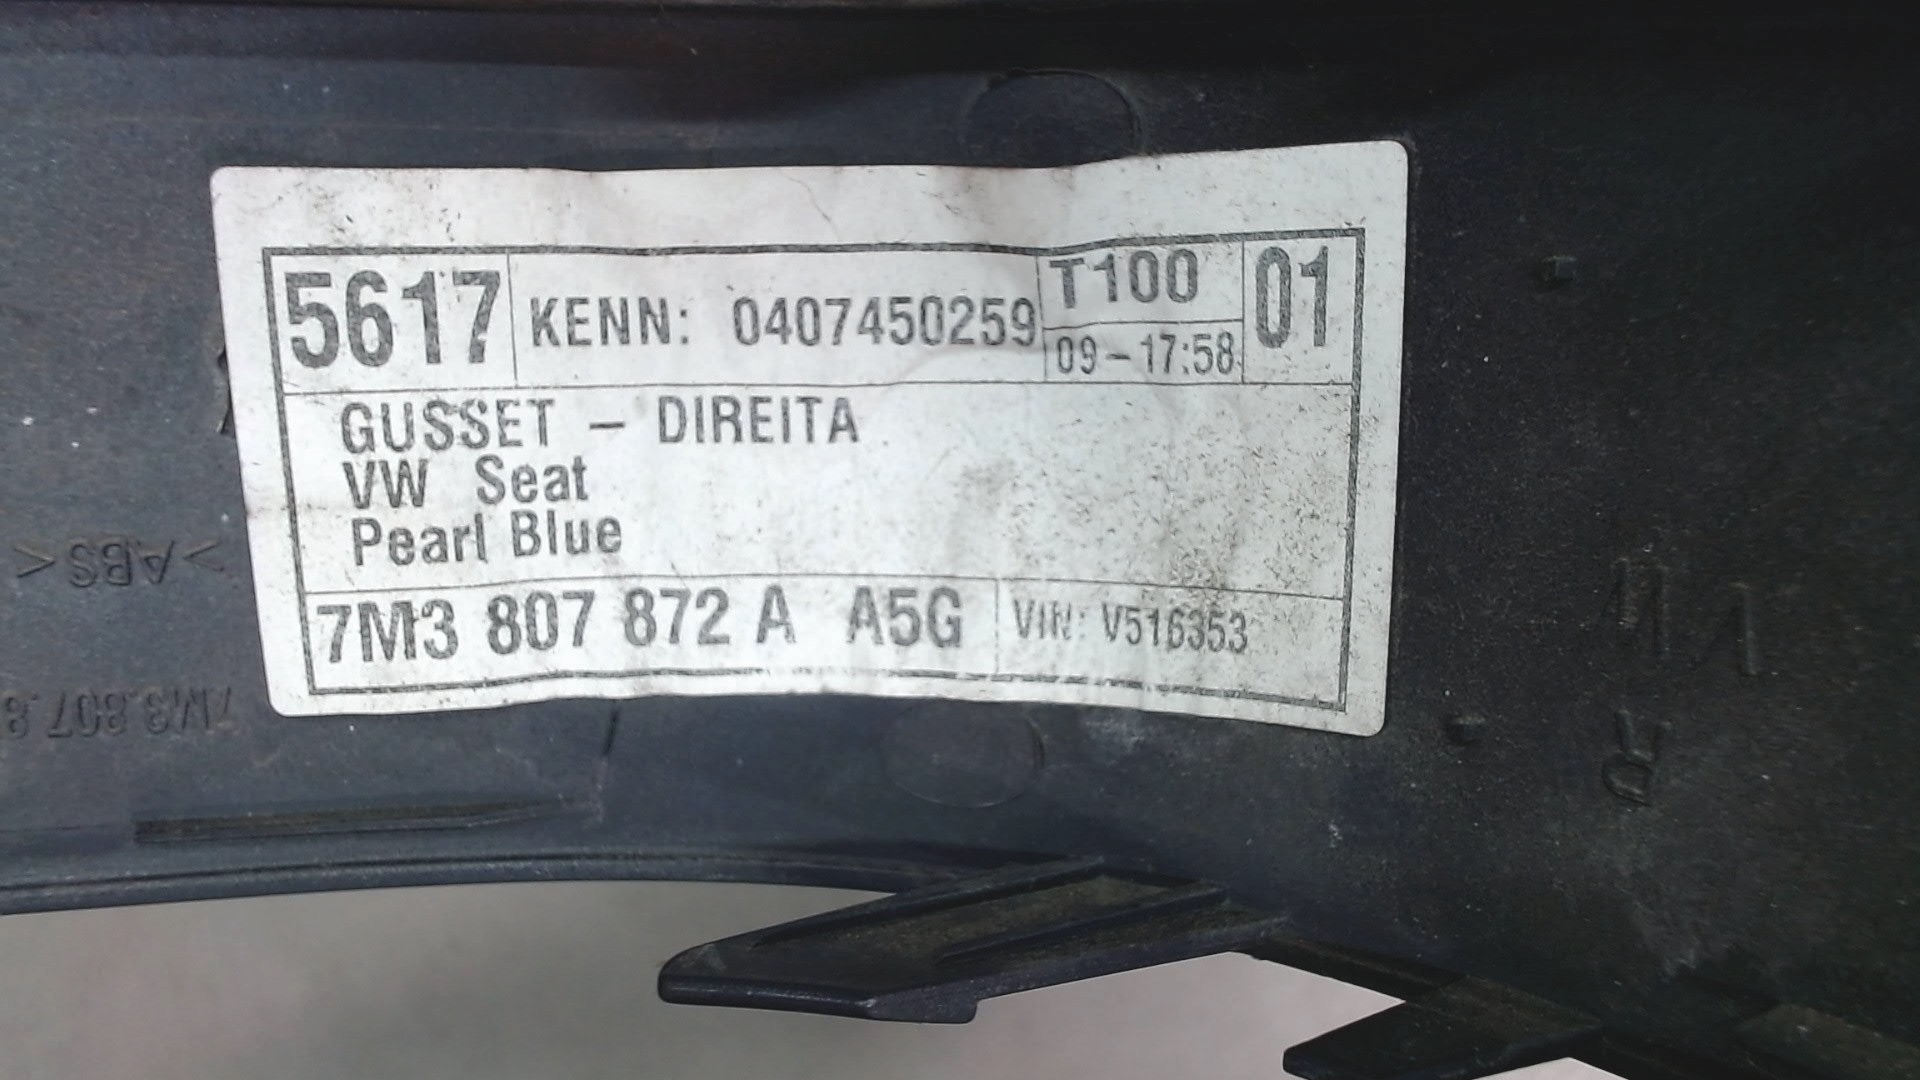 5617 KENN: 0407450259 T100 01
09-17:58
GUSSET - DIREITA
VW Seat
Pearl Blue
7M3 807 872 A A5G VIN: V516353
>ABS<
7M3.807.8
R